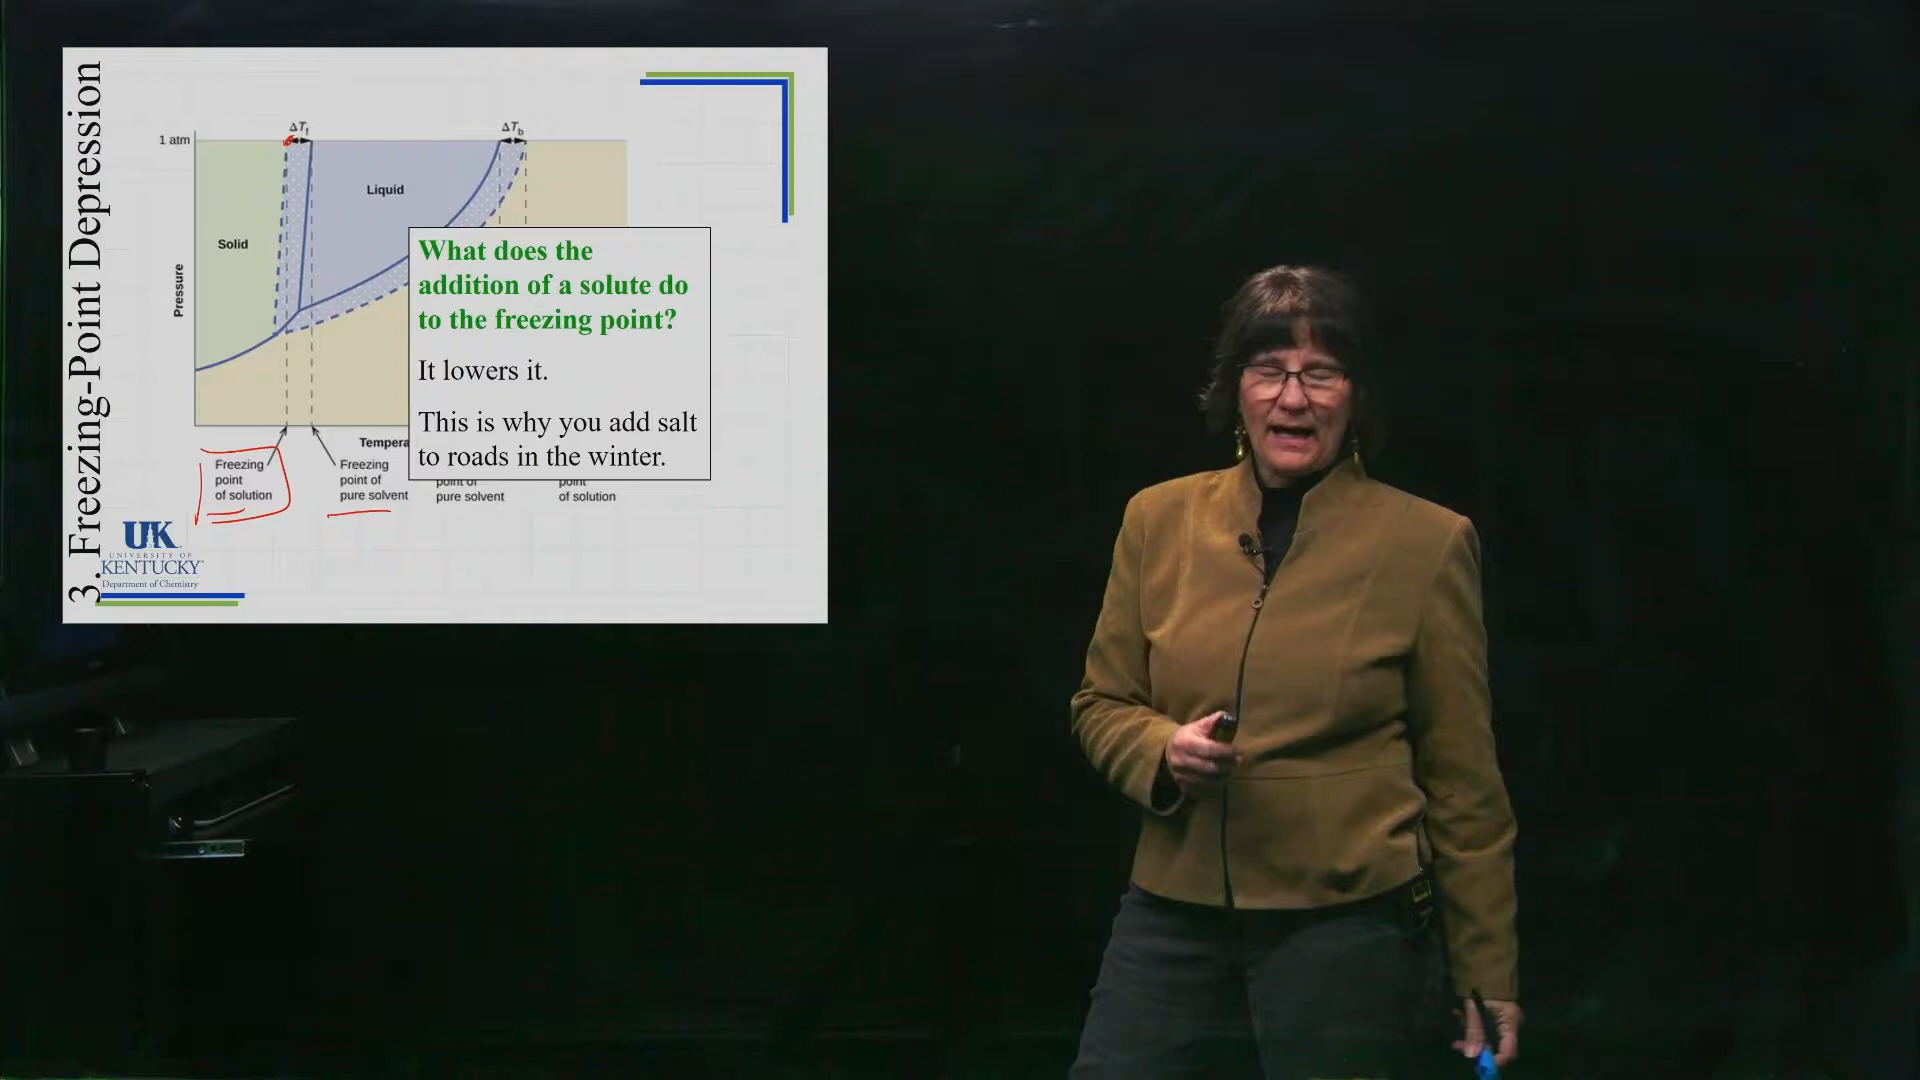 3. Freezing-Point Depression
ΔTf
ΔTb
1 atm
Liquid
Solid
Pressure
What does the
addition of a solute do
to the freezing point?
It lowers it.
This is why you add salt
to roads in the winter.
Tempera
Freezing
point
of solution
Freezing
point of
pure solvent
point of
pure solvent
point
of solution
UK
UNIVERSITY OF
KENTUCKY
Department of Chemistry